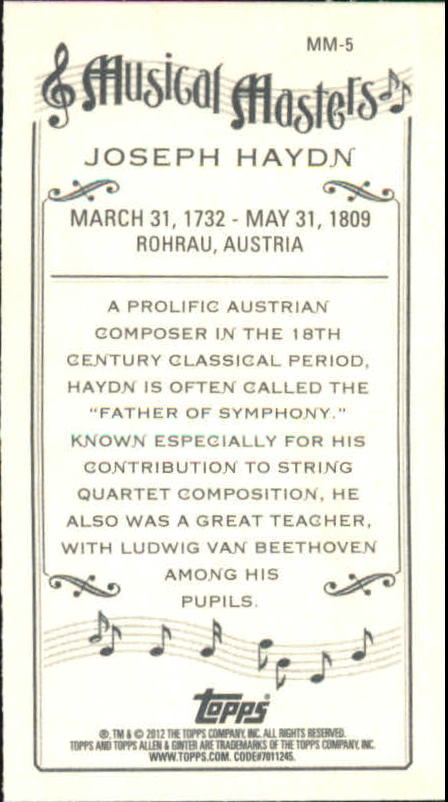 MM-5
Musical Masters
JOSEPH HAYDN
MARCH 31, 1732 - MAY 31, 1809
ROHRAU, AUSTRIA
A PROLIFIC AUSTRIAN
COMPOSER IN THE 18TH
CENTURY CLASSICAL PERIOD,
HAYDN IS OFTEN CALLED THE
"FATHER OF SYMPHONY."
KNOWN ESPECIALLY FOR HIS
CONTRIBUTION TO STRING
QUARTET COMPOSITION, HE
ALSO WAS A GREAT TEACHER,
WITH LUDWIG VAN BEETHOVEN
AMONG HIS
PUPILS.
TOPPS®
®, TM & © 2012 THE TOPPS COMPANY, INC. ALL RIGHTS RESERVED.
TOPPS AND TOPPS ALLEN & GINTER ARE TRADEMARKS OF THE TOPPS COMPANY, INC.
WWW.TOPPS.COM. CODE#7011245.